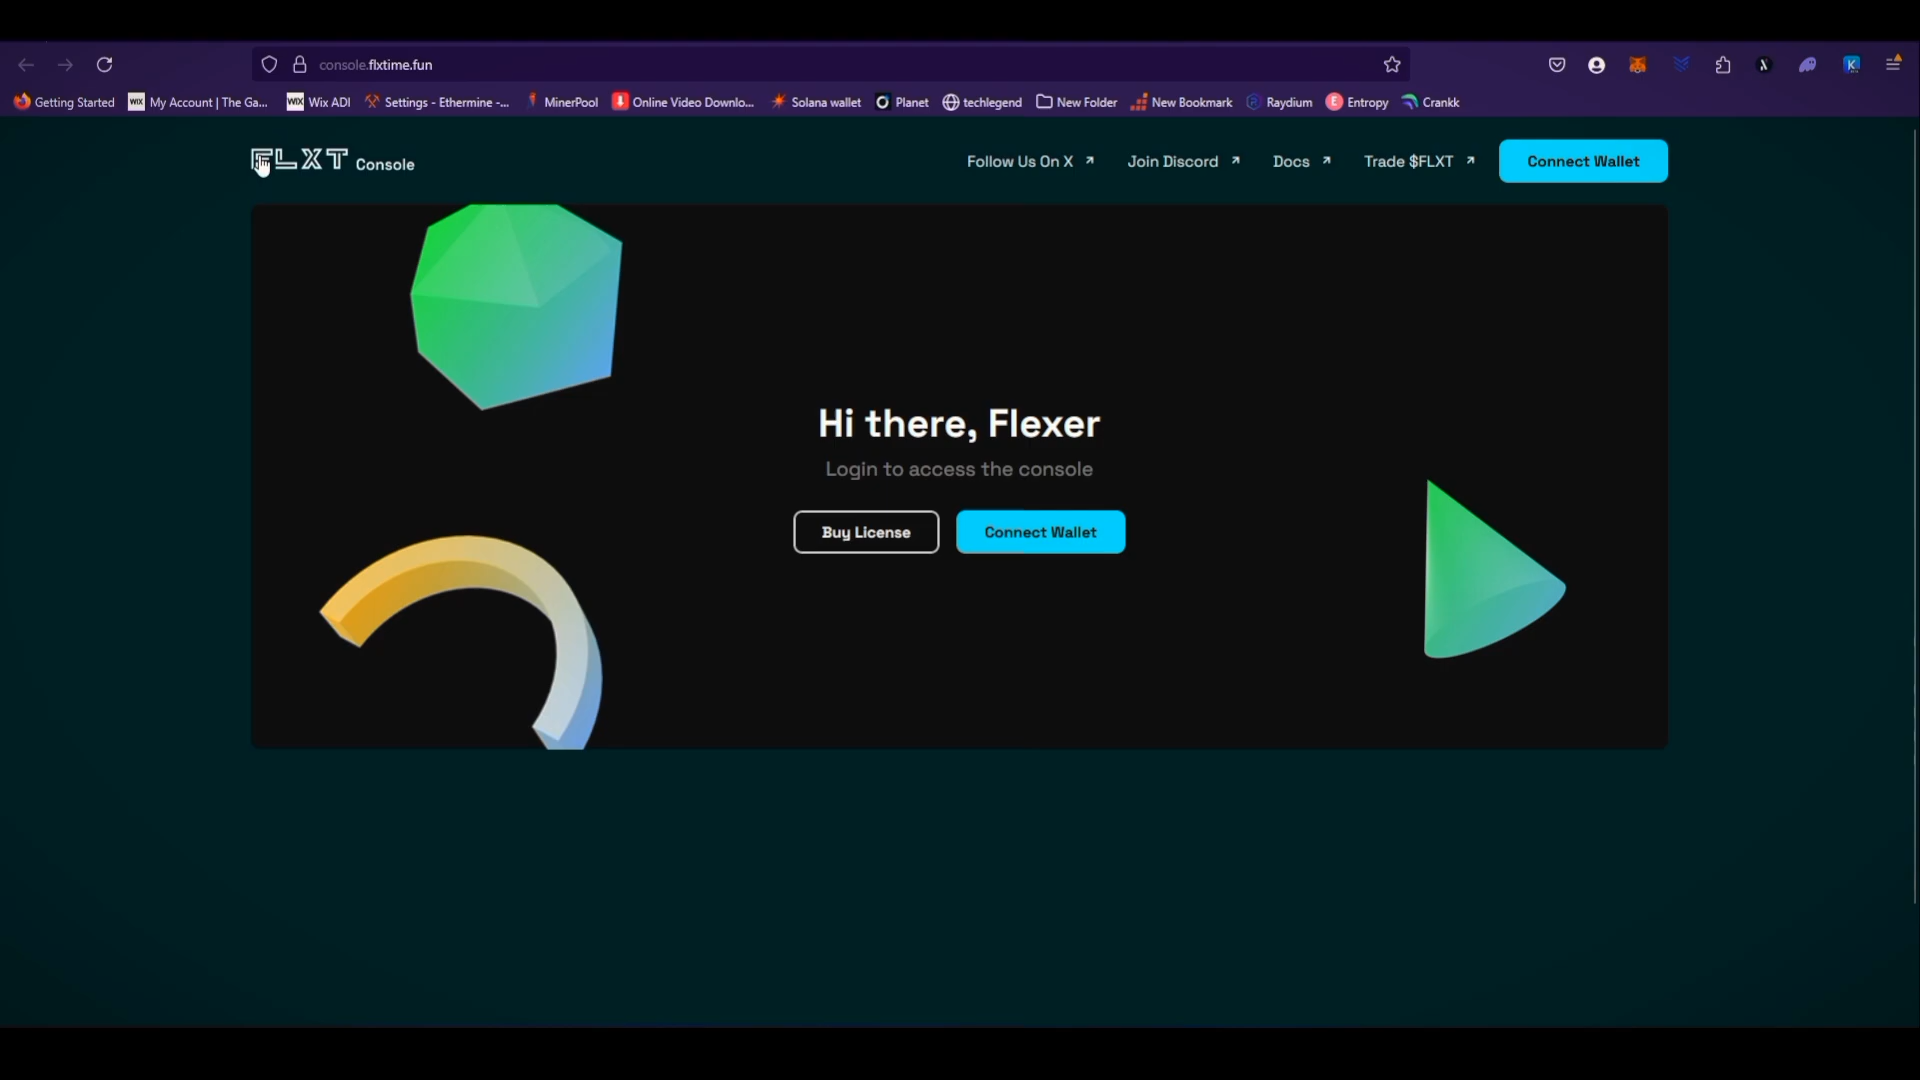 console.flxtime.fun
Getting Started My Account | The Ga... WIX Wix ADI Settings - Ethermine -... MinerPool Online Video Downlo... Solana wallet Planet techlegend New Folder New Bookmark Raydium E Entropy Crankk
FLXT Console Follow Us On X Join Discord Docs Trade $FLXT Connect Wallet
Hi there, Flexer
Login to access the console
Buy License Connect Wallet